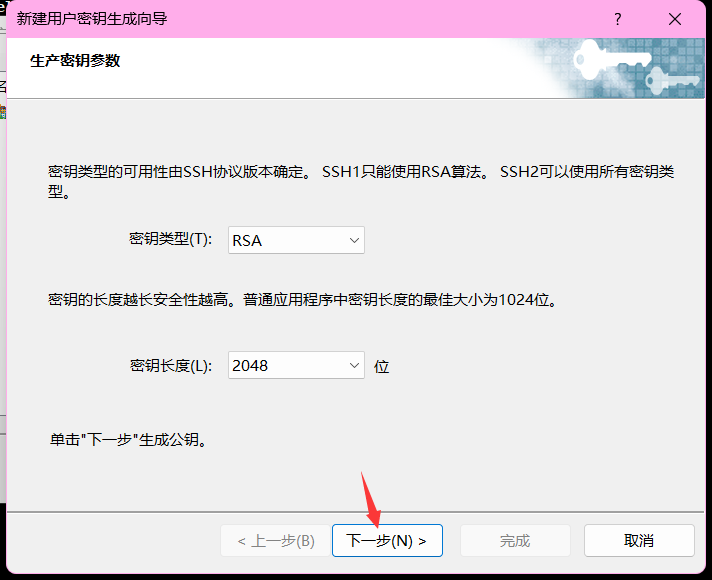 新建用户密钥生成向导
?
生产密钥参数
密钥类型的可用性由SSH协议版本确定。 SSH1只能使用RSA算法。 SSH2可以使用所有密钥类
型。
密钥类型(T): RSA
密钥的长度越长安全性越高。普通应用程序中密钥长度的最佳大小为1024位。
密钥长度(L): 2048 位
单击"下一步"生成公钥。
< 上一步(B) 下一步(N) > 完成 取消